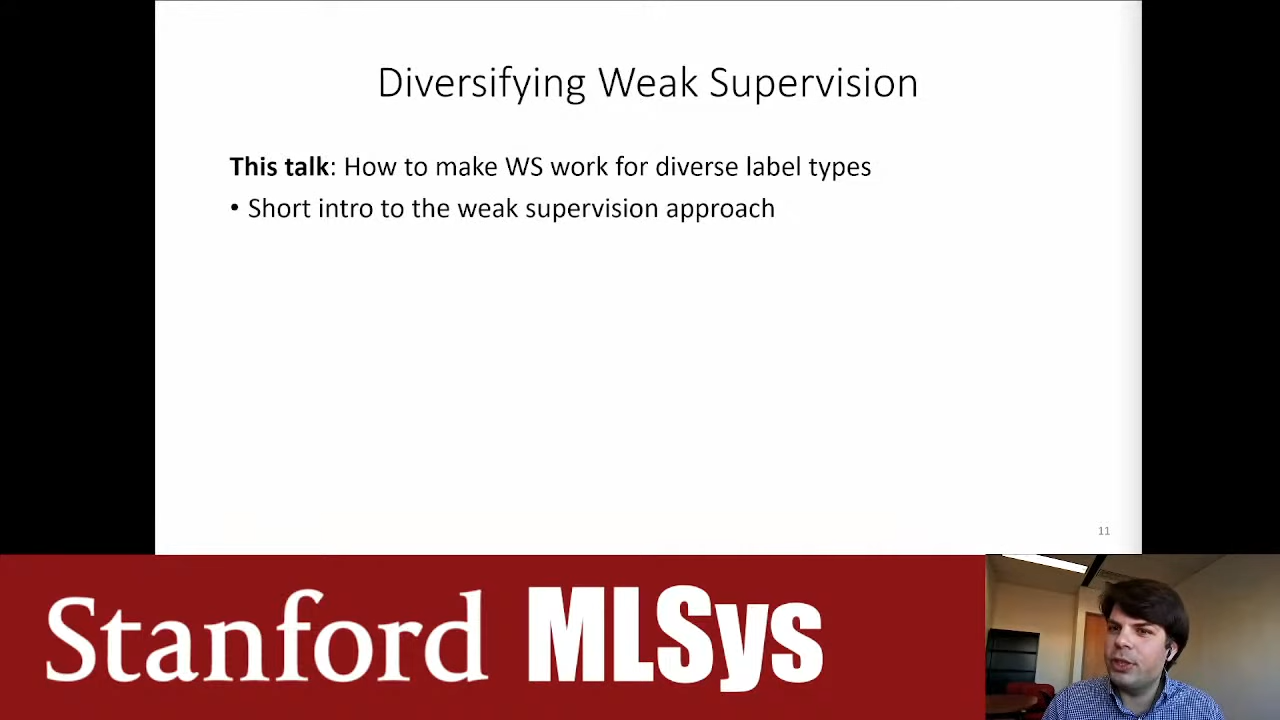 Diversifying Weak Supervision
This talk: How to make WS work for diverse label types
• Short intro to the weak supervision approach
11
Stanford MLSys